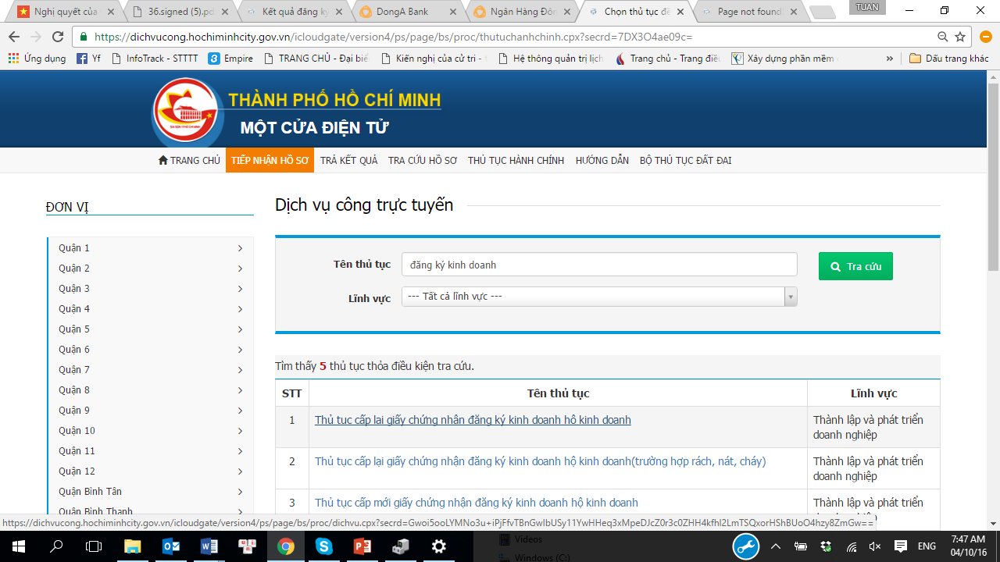 TUAN
Nghị quyết của
36.signed (5).pd
Kết quả đăng ký
DongA Bank
Ngân Hàng Đô
Chọn thủ tục để
Page not found
https://dichvucong.hochiminhcity.gov.vn/icloudgate/version4/ps/page/bs/proc/thutuchanhchinh.cpx?secrd=7DX3O4ae09c=
Ứng dụng
Yf
InfoTrack - STTTT
Empire
TRANG CHỦ - Đại biể
Kiến nghị của cử tri -
Hệ thông quản trị lịch
Trang chủ - Trang điề
Xây dựng phần mềm
»
Dấu trang khác
THÀNH PHỐ HỒ CHÍ MINH
MỘT CỬA ĐIỆN TỬ
TRANG CHỦ
TIẾP NHẬN HỒ SƠ
TRẢ KẾT QUẢ
TRA CỨU HỒ SƠ
THỦ TỤC HÀNH CHÍNH
HƯỚNG DẪN
BỘ THỦ TỤC ĐẤT ĐAI
ĐƠN VỊ
Quận 1
Quận 2
Quận 3
Quận 4
Quận 5
Quận 6
Quận 7
Quận 8
Quận 9
Quận 10
Quận 11
Quận 12
Quận Bình Tân
Quận Bình Thạnh
Dịch vụ công trực tuyến
Tên thủ tục
đăng ký kinh doanh
Tra cứu
Lĩnh vực
--- Tất cả lĩnh vực ---
Tìm thấy 5 thủ tục thỏa điều kiện tra cứu.
STT
Tên thủ tục
Lĩnh vực
1
Thủ tục cấp lại giấy chứng nhận đăng ký kinh doanh hộ kinh doanh
Thành lập và phát triển
doanh nghiệp
2
Thủ tục cấp lại giấy chứng nhận đăng ký kinh doanh hộ kinh doanh(trường hợp rách, nát, cháy)
Thành lập và phát triển
doanh nghiệp
3
Thủ tục cấp mới giấy chứng nhận đăng ký kinh doanh hộ kinh doanh
Thành lập và phát triển
https://dichvucong.hochiminhcity.gov.vn/icloudgate/version4/ps/page/bs/proc/dichvu.cpx?secrd=Gwoi5ooLYMNo3u+iPjFfvTBnGwIbUSy11YwHHeq3xMpeDJcZ0r3c0ZHH4kfhl2LmTSQxorHShBUoO4hzy8ZmGw==
Videos
Windows (C:)
ENG
7:47 AM
04/10/16